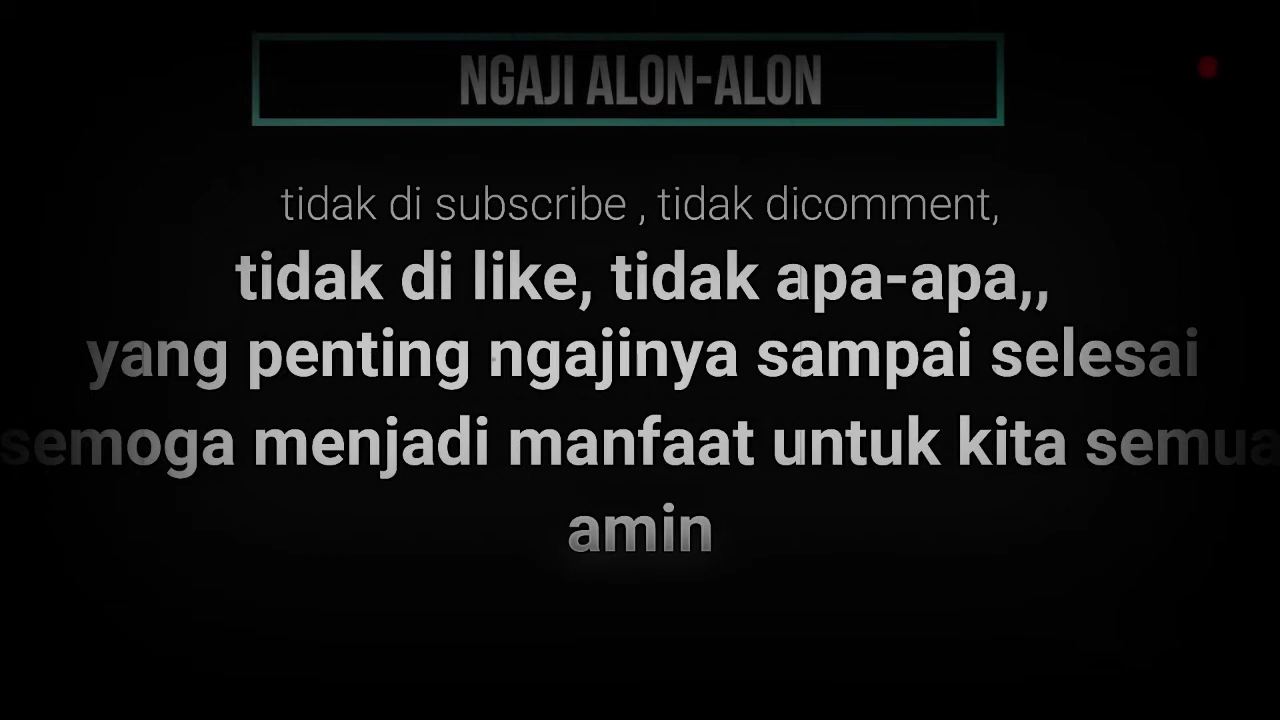 NGAJI ALON-ALON
tidak di subscribe , tidak dicomment,
tidak di like, tidak apa-apa,,
yang penting ngajinya sampai selesai
semoga menjadi manfaat untuk kita semua
amin